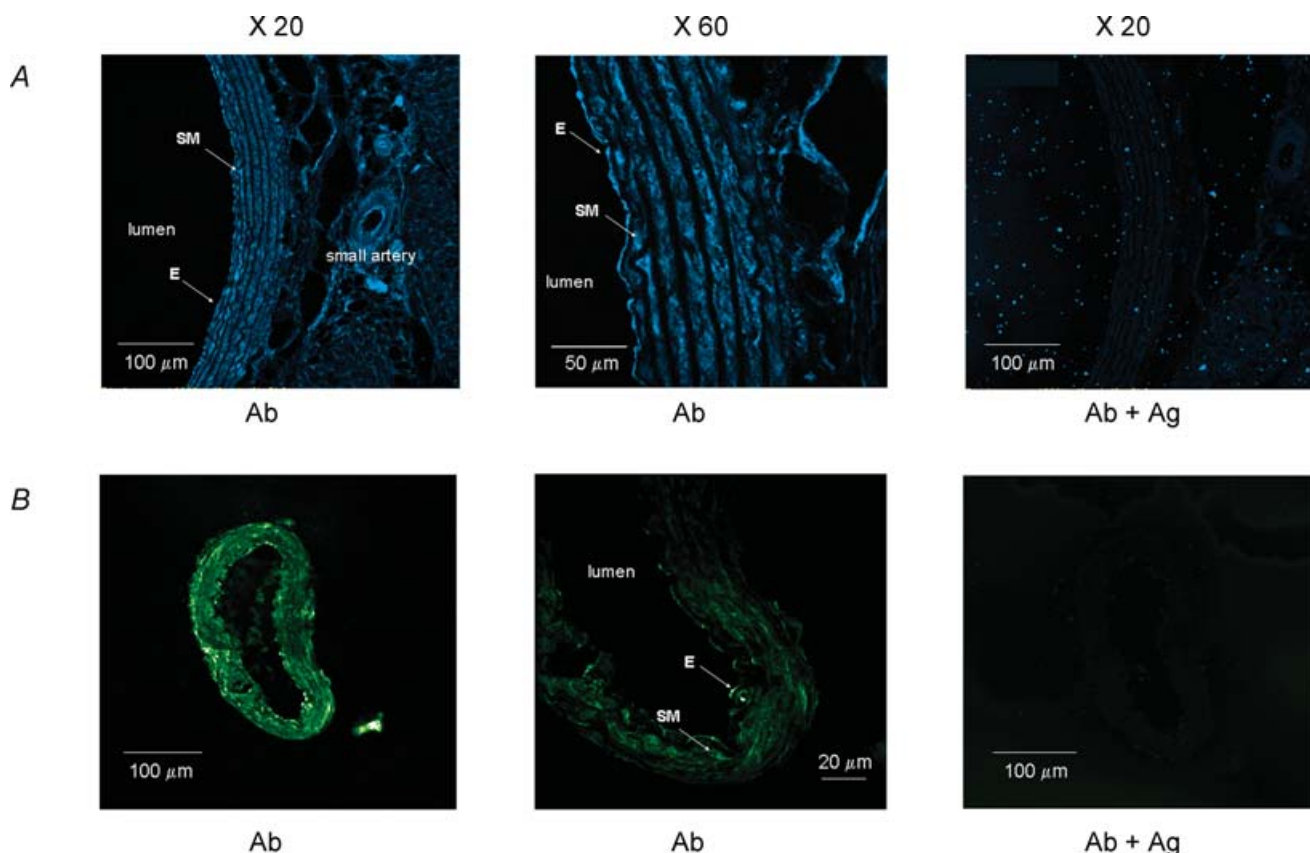 X 20 X 60 X 20
A
SM
lumen
small artery
E
100 μm
Ab
E
SM
lumen
50 μm
Ab
100 μm
Ab + Ag
B
100 μm
Ab
lumen
E
SM
20 μm
Ab
100 μm
Ab + Ag